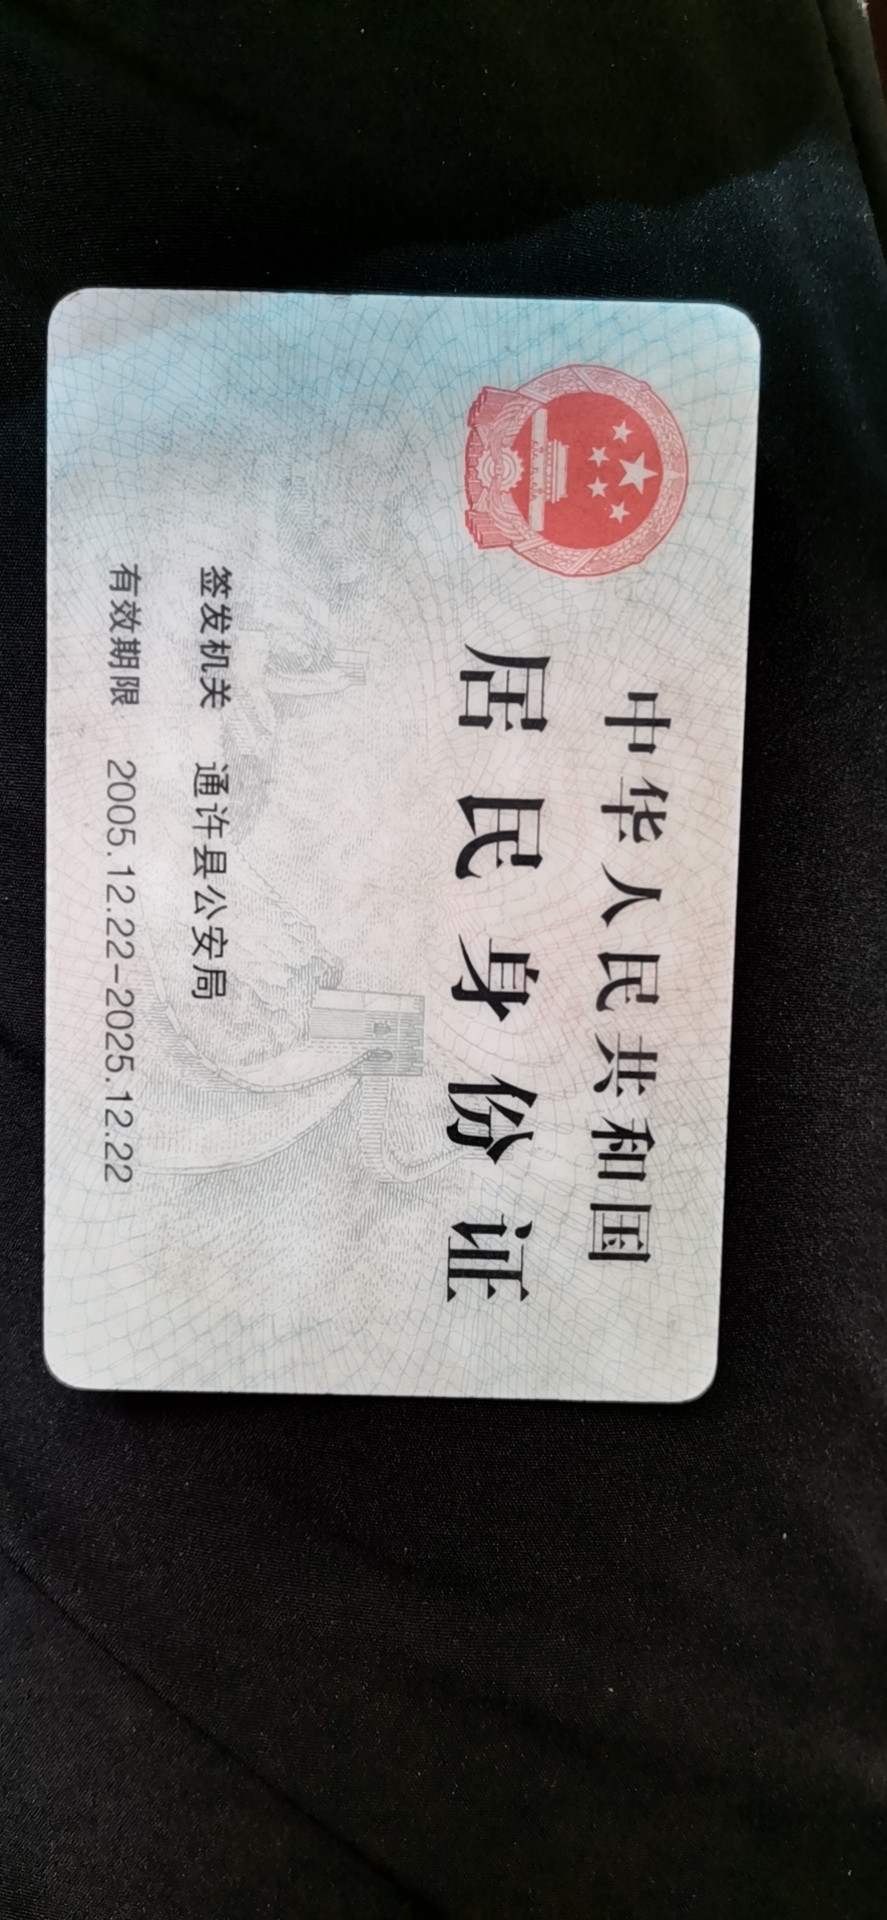 中华人民共和国
居民身份证
签发机关 通许县公安局
有效期限 2005.12.22-2025.12.22